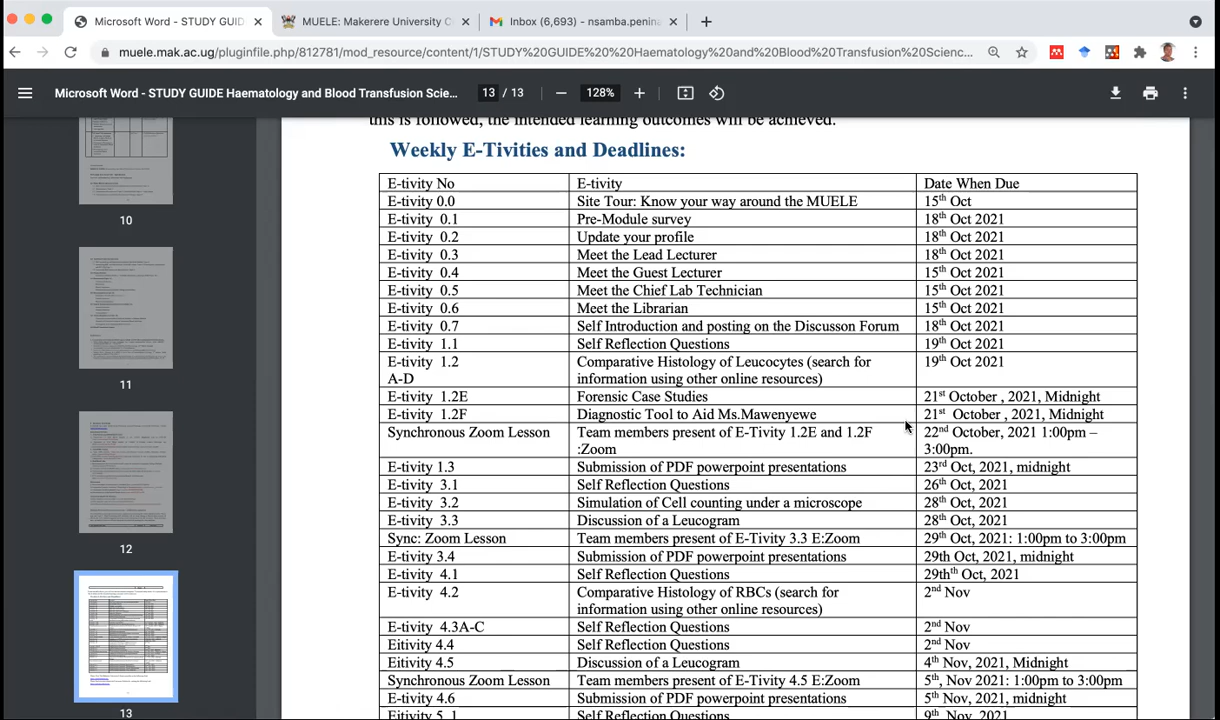 Microsoft Word - STUDY GUID
MUELE: Makerere University C
Inbox (6,693) - nsamba.penin
muele.mak.ac.ug/pluginfile.php/812781/mod_resource/content/1/STUDY%20GUIDE%20%20Haematology%20and%20Blood%20Transfusion%20Scienc...
Microsoft Word - STUDY GUIDE Haematology and Blood Transfusion Scie...
13 / 13
128%
this is followed, the intended learning outcomes will be achieved.
Weekly E-Tivities and Deadlines:
E-tivity No E-tivity Date When Due
E-tivity 0.0 Site Tour: Know your way around the MUELE 15th Oct
E-tivity 0.1 Pre-Module survey 18th Oct 2021
E-tivity 0.2 Update your profile 18th Oct 2021
E-tivity 0.3 Meet the Lead Lecturer 18th Oct 2021
E-tivity 0.4 Meet the Guest Lecturer 15th Oct 2021
E-tivity 0.5 Meet the Chief Lab Technician 15th Oct 2021
E-tivity 0.6 Meet the Librarian 15th Oct 2021
E-tivity 0.7 Self Introduction and posting on the Discusson Forum 18th Oct 2021
E-tivity 1.1 Self Reflection Questions 19th Oct 2021
E-tivity 1.2 Comparative Histology of Leucocytes (search for 19th Oct 2021
A-D information using other online resources)
E-tivity 1.2E Forensic Case Studies 21st October , 2021, Midnight
E-tivity 1.2F Diagnostic Tool to Aid Ms.Mawenyewe 21st October , 2021, Midnight
Synchronous Zoom Lesson Team members present of E-Tivity 1.2E and 1.2F 22nd October, 2021 1:00pm –
:Zoom 3:00pm.
E-tivity 1.3 Submission of PDF powerpoint presentations 23rd Oct, 2021, midnight
E-tivity 3.1 Self Reflection Questions 26th Oct, 2021
E-tivity 3.2 Simulation of Cell counting under a microscope 28th Oct, 2021
E-tivity 3.3 Discussion of a Leucogram 28th Oct, 2021
Sync: Zoom Lesson Team members present of E-Tivity 3.3 E:Zoom 29th Oct, 2021: 1:00pm to 3:00pm
E-tivity 3.4 Submission of PDF powerpoint presentations 29th Oct, 2021, midnight
E-tivity 4.1 Self Reflection Questions 29thth Oct, 2021
E-tivity 4.2 Comparative Histology of RBCs (search for 2nd Nov
information using other online resources)
E-tivity 4.3A-C Self Reflection Questions 2nd Nov
Eitivity 4.4 Self Reflection Questions 2nd Nov
Eitivity 4.5 Discussion of a Leucogram 4th Nov, 2021, Midnight
Synchronous Zoom Lesson Team members present of E-Tivity 4.5 E:Zoom 5th, Nov 2021: 1:00pm to 3:00pm
E-tivity 4.6 Submission of PDF powerpoint presentations 5th Nov, 2021, midnight
Eitivity 5.1 Self Reflection Questions 9th Nov, 2021
10
11
12
13